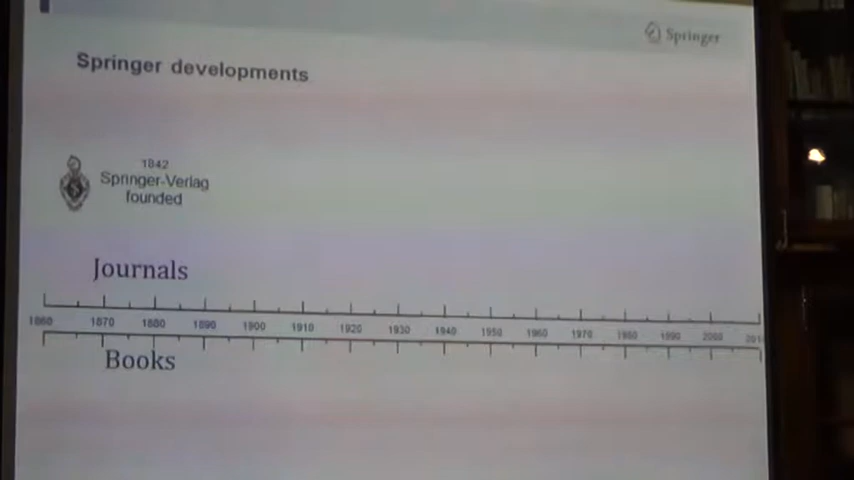 Springer
Springer developments
1842
Springer-Verlag
founded
Journals
1860 1870 1880 1890 1900 1910 1920 1930 1940 1950 1960 1970 1980 1990 2000 2010
Books